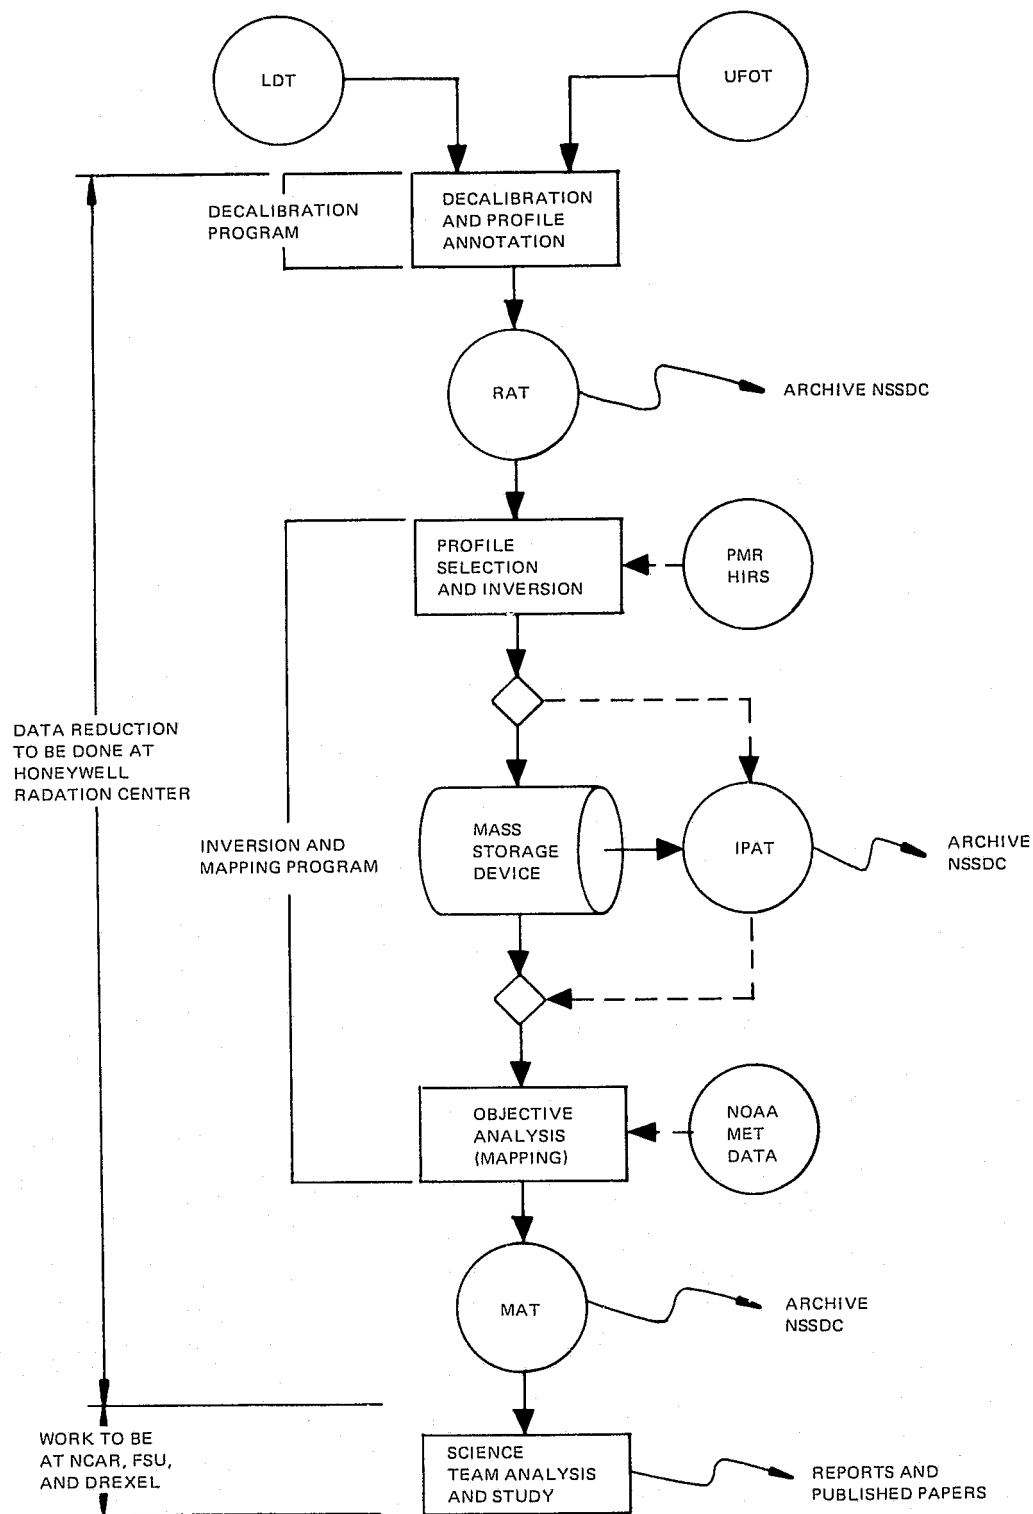 LDT
UFOT
DECALIBRATION
PROGRAM
DECALIBRATION
AND PROFILE
ANNOTATION
RAT
ARCHIVE NSSDC
PROFILE
SELECTION
AND INVERSION
PMR
HIRS
DATA REDUCTION
TO BE DONE AT
HONEYWELL
RADATION CENTER
INVERSION AND
MAPPING PROGRAM
MASS
STORAGE
DEVICE
IPAT
ARCHIVE
NSSDC
OBJECTIVE
ANALYSIS
(MAPPING)
NOAA
MET
DATA
MAT
ARCHIVE
NSSDC
WORK TO BE
AT NCAR, FSU,
AND DREXEL
SCIENCE
TEAM ANALYSIS
AND STUDY
REPORTS AND
PUBLISHED PAPERS